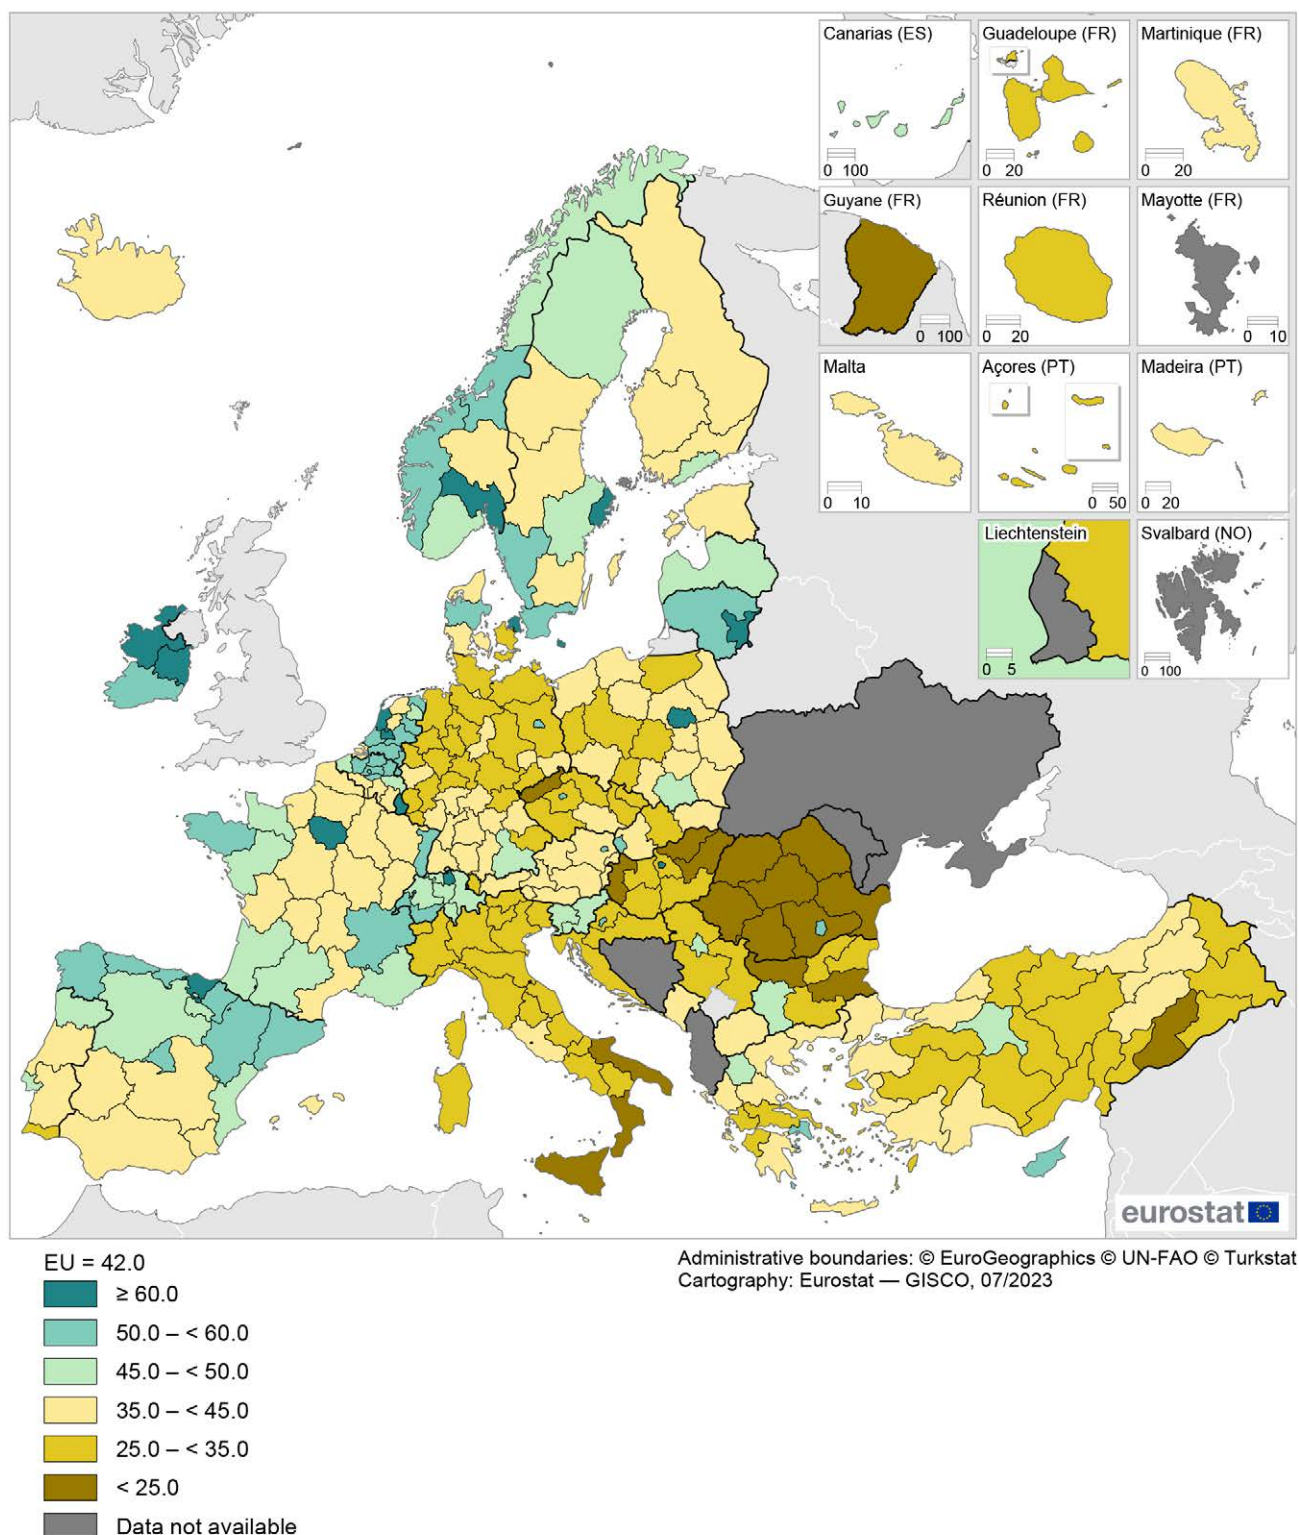 Canarias (ES)
0 100
Guadeloupe (FR)
0 20
Martinique (FR)
0 20
Guyane (FR)
0 100
Réunion (FR)
0 20
Mayotte (FR)
0 10
Malta
0 10
Açores (PT)
0 50
Madeira (PT)
0 20
Liechtenstein
0 5
Svalbard (NO)
0 100
eurostat
EU = 42.0
≥ 60.0
50.0 – < 60.0
45.0 – < 50.0
35.0 – < 45.0
25.0 – < 35.0
< 25.0
Data not available
Administrative boundaries: © EuroGeographics © UN-FAO © Turkstat
Cartography: Eurostat — GISCO, 07/2023